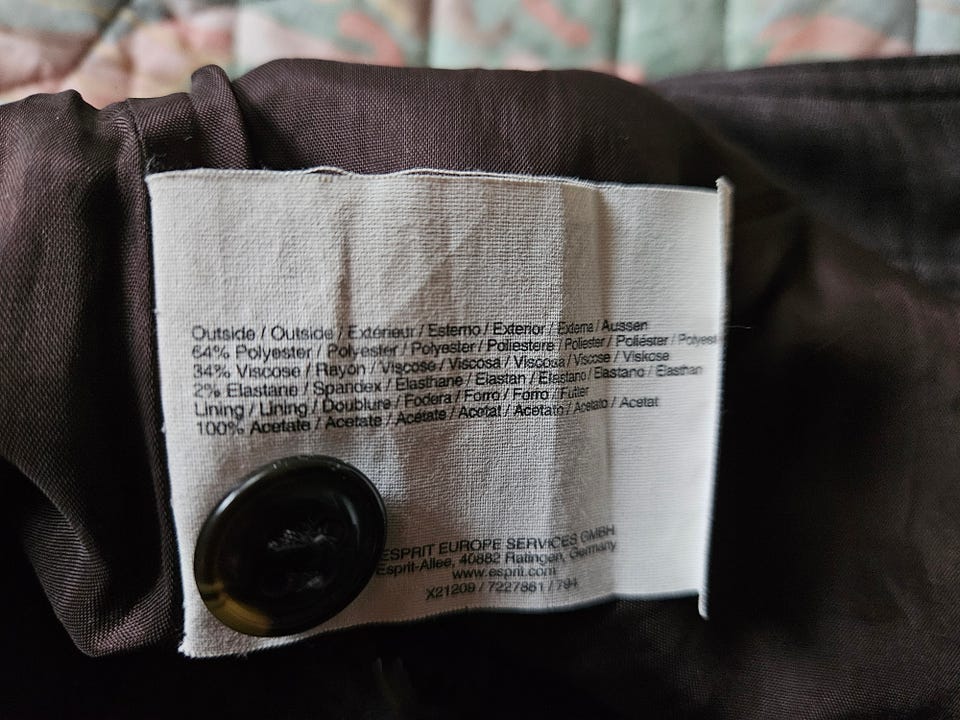 Outside / Outside / Extérieur / Esterno / Exterior / Externa / Aussen
64% Polyester / Polyester / Polyester / Poliestere / Poliester / Poliéster / Polyes
34% Viscose / Rayon / Viscose / Viscosa / Viscosa / Viscose / Viskose
2% Elastane / Spandex / Élasthane / Elastan / Elastano / Elastano / Elasthan
Lining / Lining / Doublure / Fodera / Forro / Forro / Futter
100% Acetate / Acetate / Acétate / Acetat / Acetato / Acetato / Acetat
ESPRIT EUROPE SERVICES GMBH
Esprit-Allee, 40882 Ratingen, Germany
www.esprit.com
X21209 / 7227861 / 794